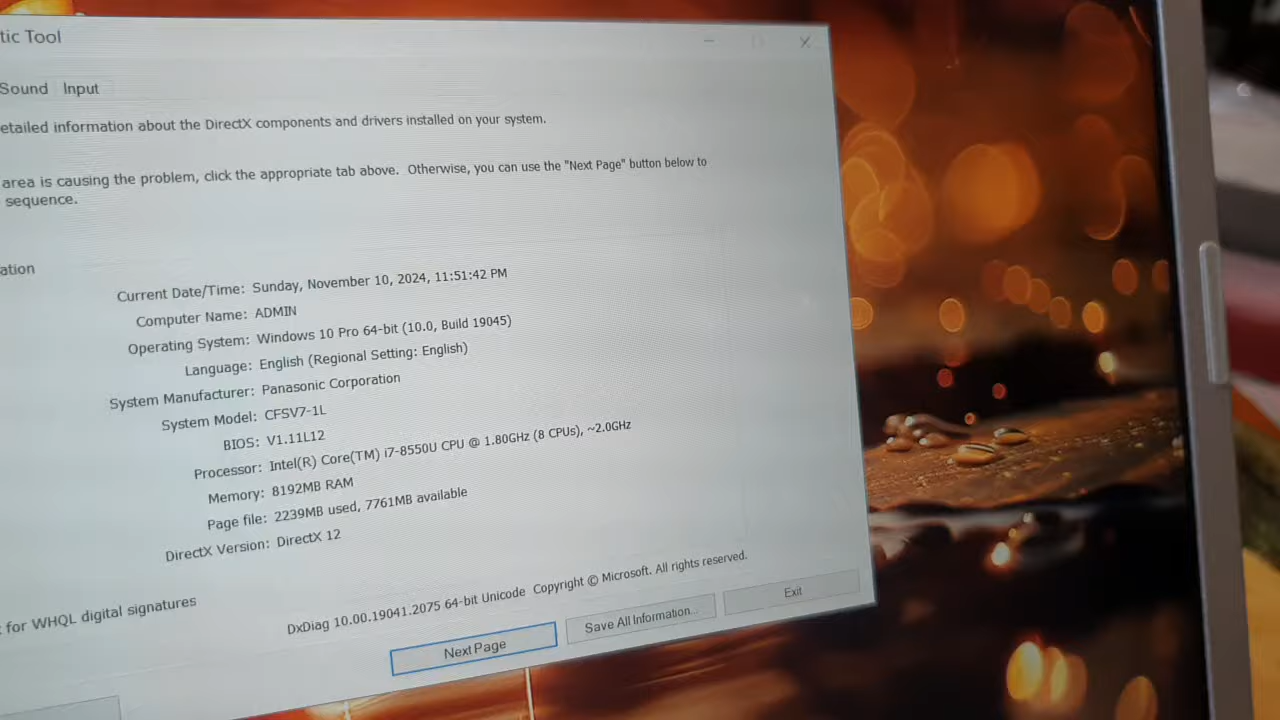 tic Tool
Sound Input
etailed information about the DirectX components and drivers installed on your system.
area is causing the problem, click the appropriate tab above. Otherwise, you can use the "Next Page" button below to
sequence.
ation
Current Date/Time: Sunday, November 10, 2024, 11:51:42 PM
Computer Name: ADMIN
Operating System: Windows 10 Pro 64-bit (10.0, Build 19045)
Language: English (Regional Setting: English)
System Manufacturer: Panasonic Corporation
System Model: CFSV7-1L
BIOS: V1.11L12
Processor: Intel(R) Core(TM) i7-8550U CPU @ 1.80GHz (8 CPUs), ~2.0GHz
Memory: 8192MB RAM
Page file: 2239MB used, 7761MB available
DirectX Version: DirectX 12
for WHQL digital signatures
DxDiag 10.00.19041.2075 64-bit Unicode Copyright © Microsoft. All rights reserved.
Next Page
Save All Information...
Exit